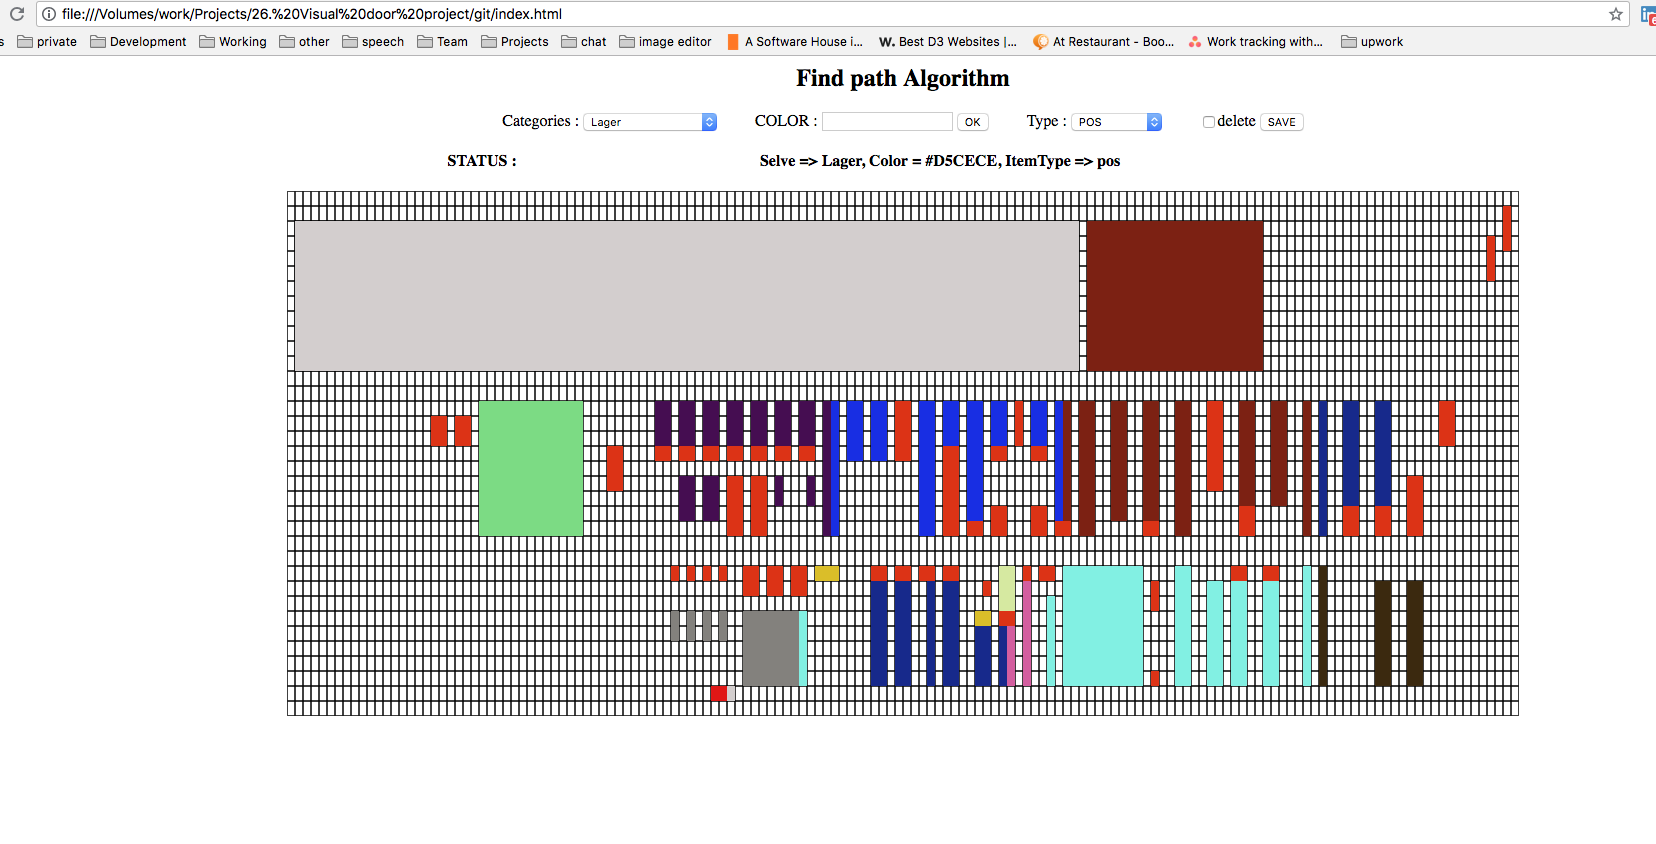 file:///Volumes/work/Projects/26.%20Visual%20door%20project/git/index.html
s private Development Working other speech Team Projects chat image editor A Software House i... W. Best D3 Websites |... At Restaurant - Boo... Work tracking with... upwork
Find path Algorithm
Categories : Lager COLOR : OK Type : POS delete SAVE
STATUS : Selve => Lager, Color = #D5CECE, ItemType => pos